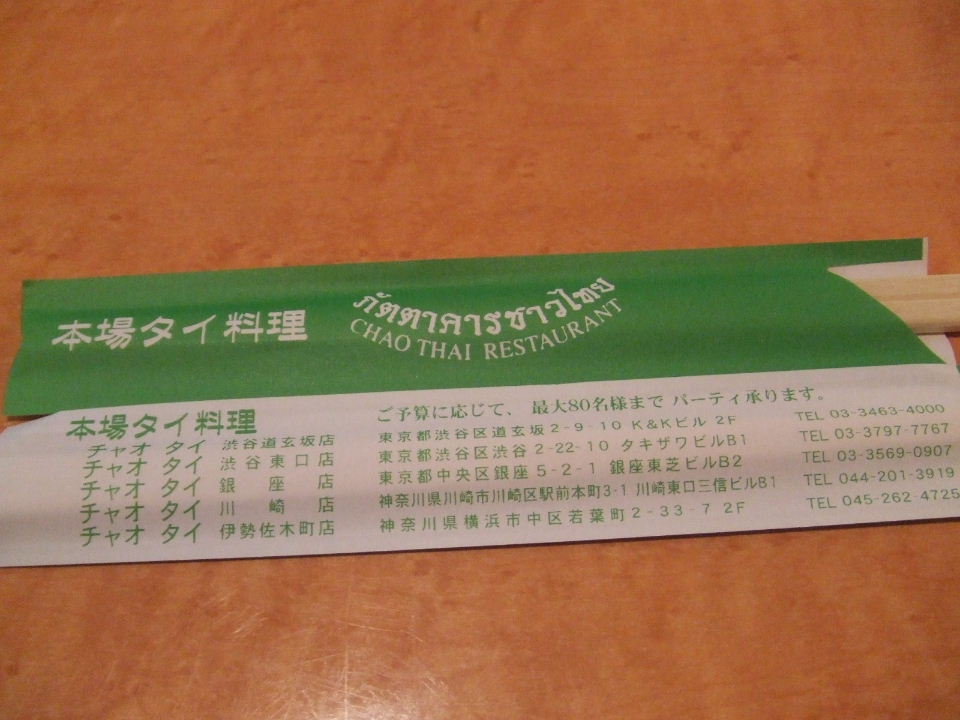 本場タイ料理
ภัตตาคารชาวไทย
CHAO THAI RESTAURANT
本場タイ料理
ご予算に応じて、最大80名様まで パーティ承ります。
チャオ タイ 渋谷道玄坂店 東京都渋谷区道玄坂2-9-10 K&Kビル 2F TEL 03-3463-4000
チャオ タイ 渋谷東口店 東京都渋谷区渋谷2-22-10 タキザワビルB1 TEL 03-3797-7767
チャオ タイ 銀座店 東京都中央区銀座5-2-1 銀座東芝ビルB2 TEL 03-3569-0907
チャオ タイ 川崎店 神奈川県川崎市川崎区駅前本町3-1 川崎東口三信ビルB1 TEL 044-201-3919
チャオ タイ 伊勢佐木町店 神奈川県横浜市中区若葉町2-33-7 2F TEL 045-262-4725